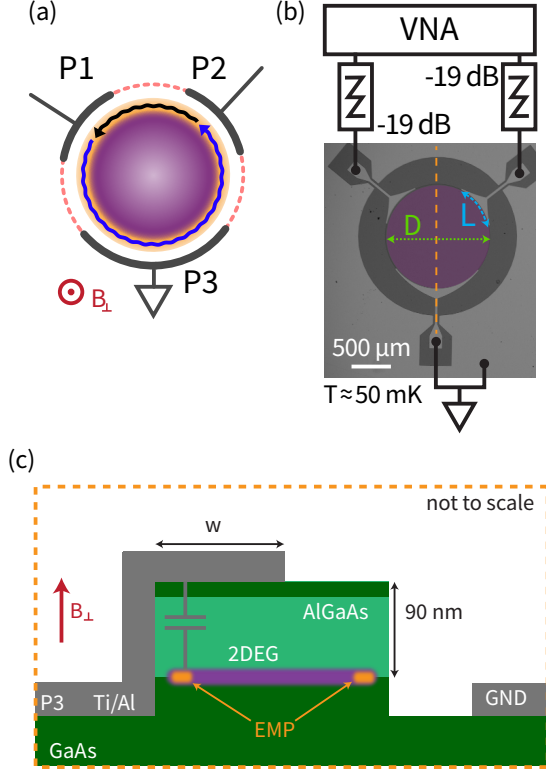 (a)
P1
P2
P3
B⊥
(b)
VNA
-19 dB
-19 dB
L
D
500 µm
T ≈ 50 mK
(c)
not to scale
w
B⊥
AlGaAs
90 nm
2DEG
P3
Ti/Al
EMP
GND
GaAs